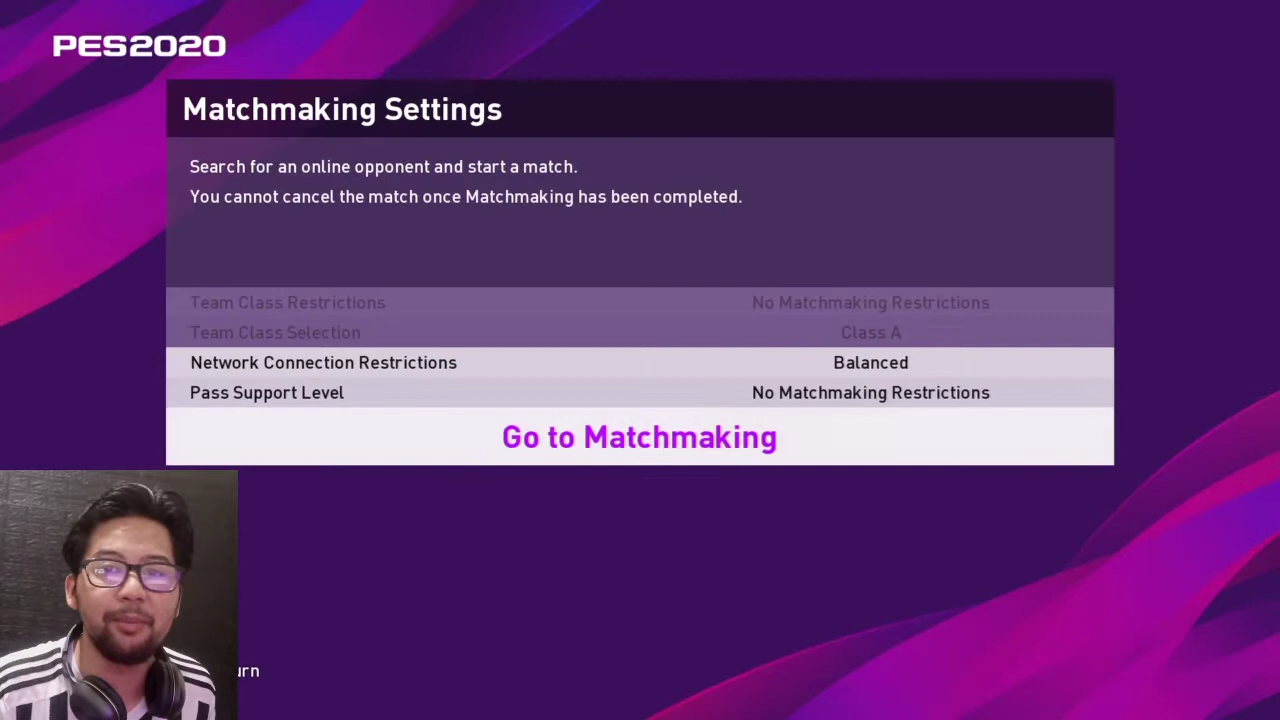 PES2020
Matchmaking Settings
Search for an online opponent and start a match.
You cannot cancel the match once Matchmaking has been completed.
Team Class Restrictions No Matchmaking Restrictions
Team Class Selection Class A
Network Connection Restrictions Balanced
Pass Support Level No Matchmaking Restrictions
Go to Matchmaking
urn